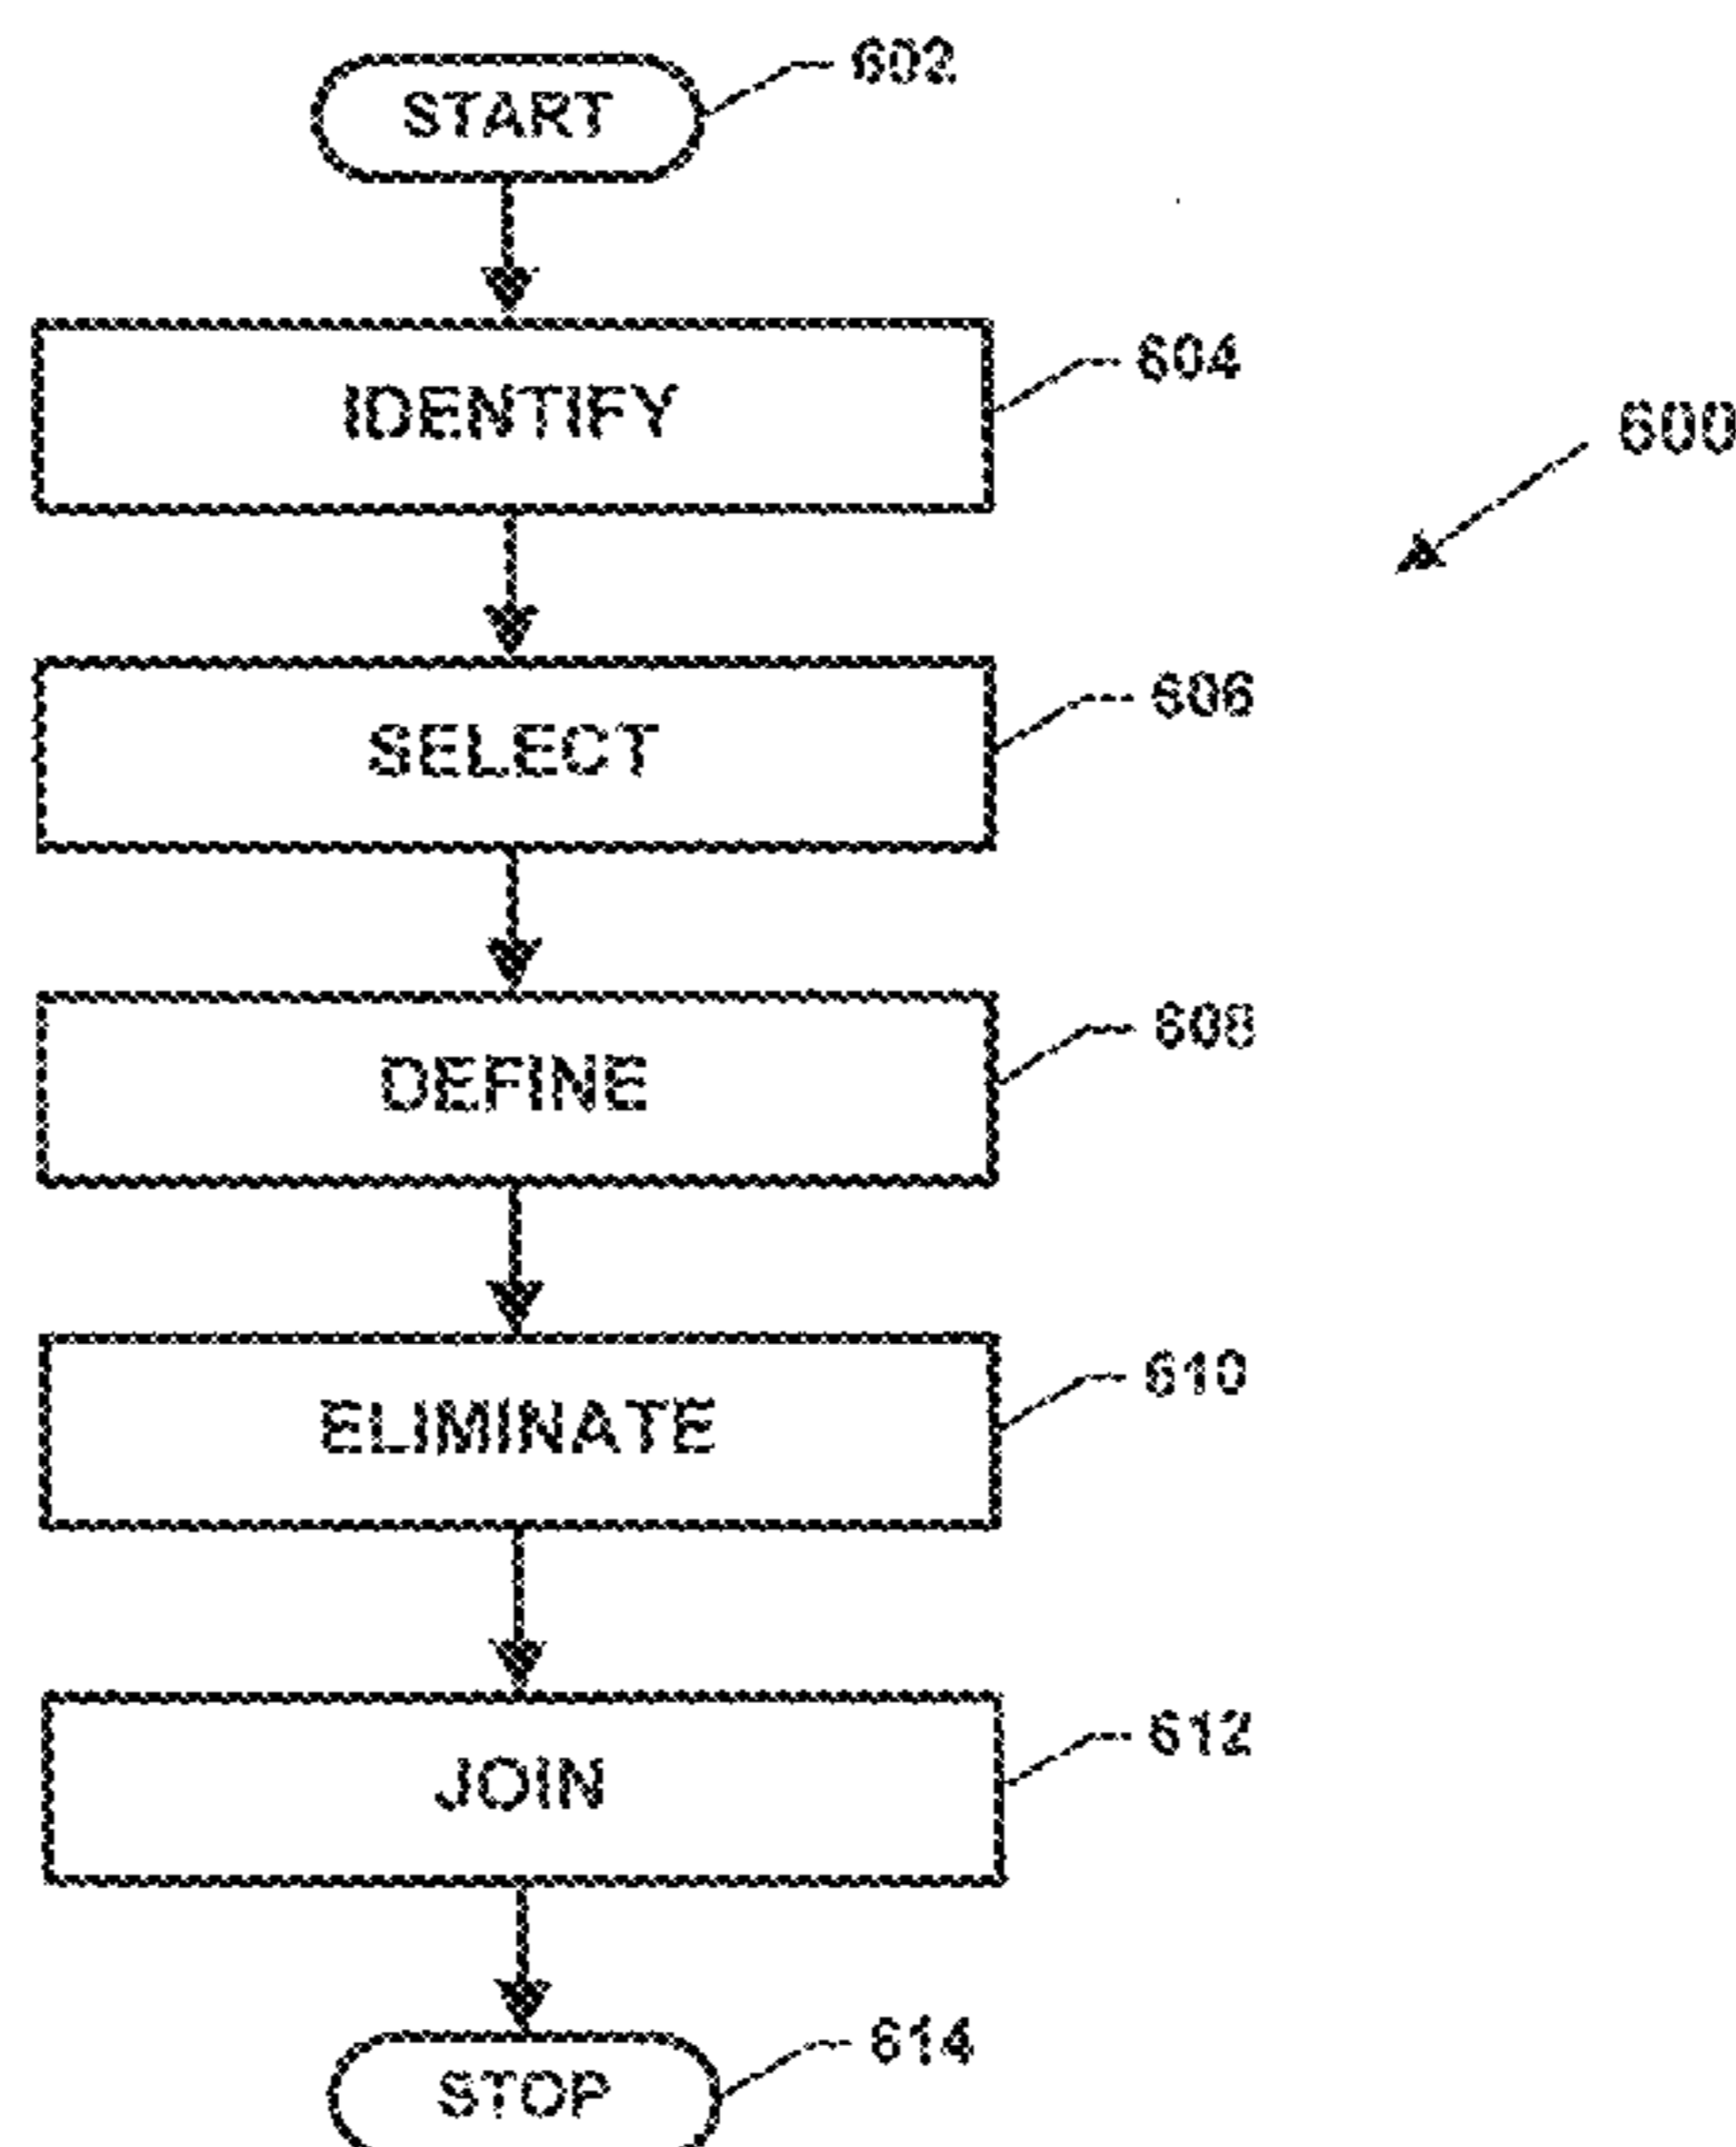 START 602
IDENTIFY 604
600
SELECT 606
DEFINE 608
ELIMINATE 610
JOIN 612
STOP 614